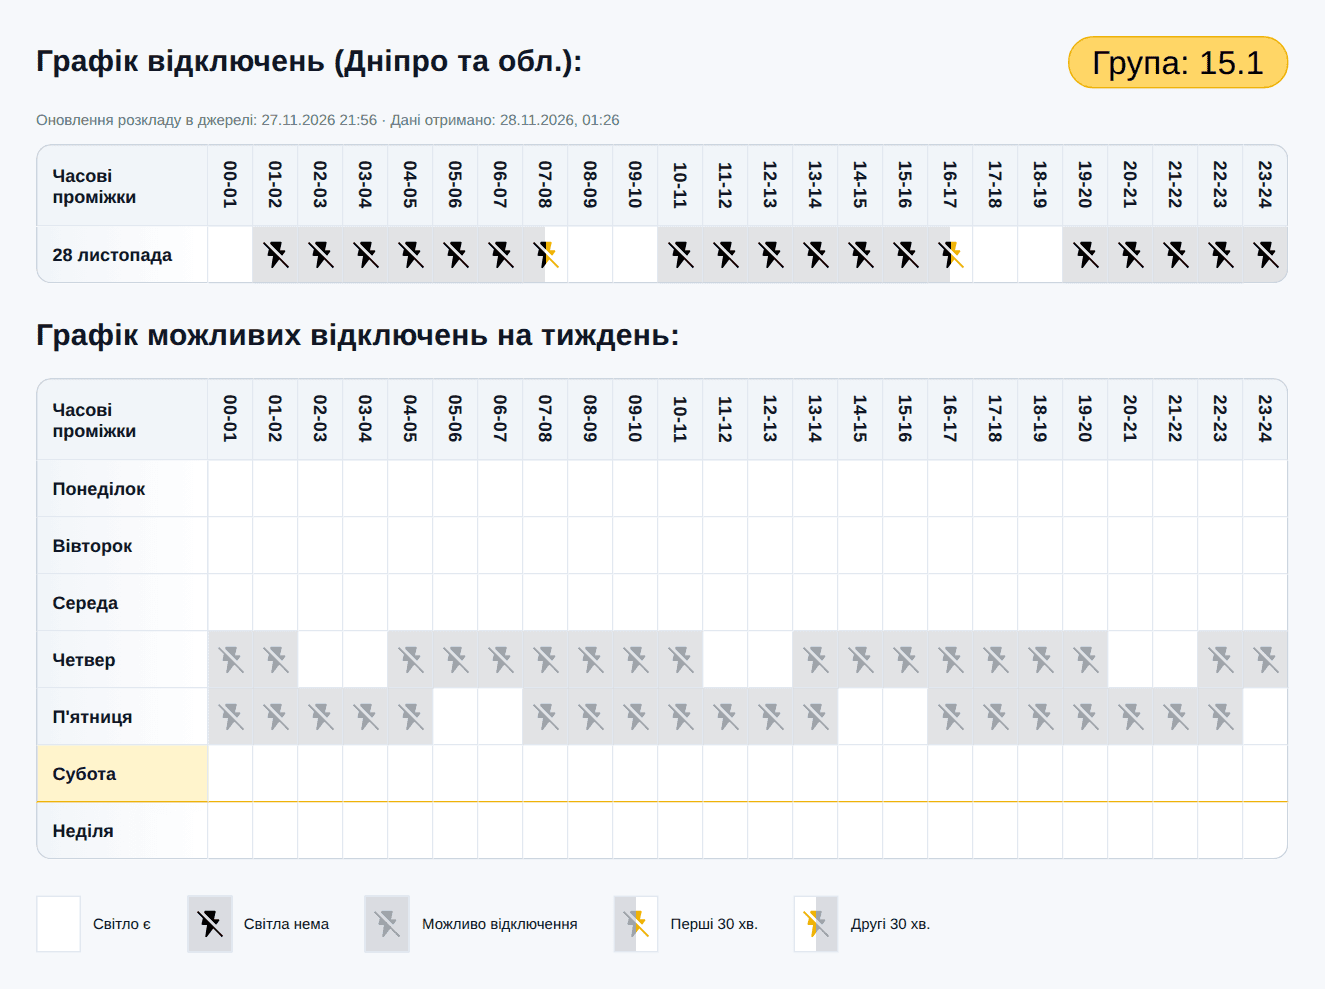 Графік відключень (Дніпро та обл.):
Група: 15.1
Оновлення розкладу в джерелі: 27.11.2026 21:56 · Дані отримано: 28.11.2026, 01:26
Часові
проміжки
00-01 01-02 02-03 03-04 04-05 05-06 06-07 07-08 08-09 09-10 10-11 11-12 12-13 13-14 14-15 15-16 16-17 17-18 18-19 19-20 20-21 21-22 22-23 23-24
28 листопада
Графік можливих відключень на тиждень:
Часові
проміжки
00-01 01-02 02-03 03-04 04-05 05-06 06-07 07-08 08-09 09-10 10-11 11-12 12-13 13-14 14-15 15-16 16-17 17-18 18-19 19-20 20-21 21-22 22-23 23-24
Понеділок
Вівторок
Середа
Четвер
П'ятниця
Субота
Неділя
Світло є Світла нема Можливо відключення Перші 30 хв. Другі 30 хв.